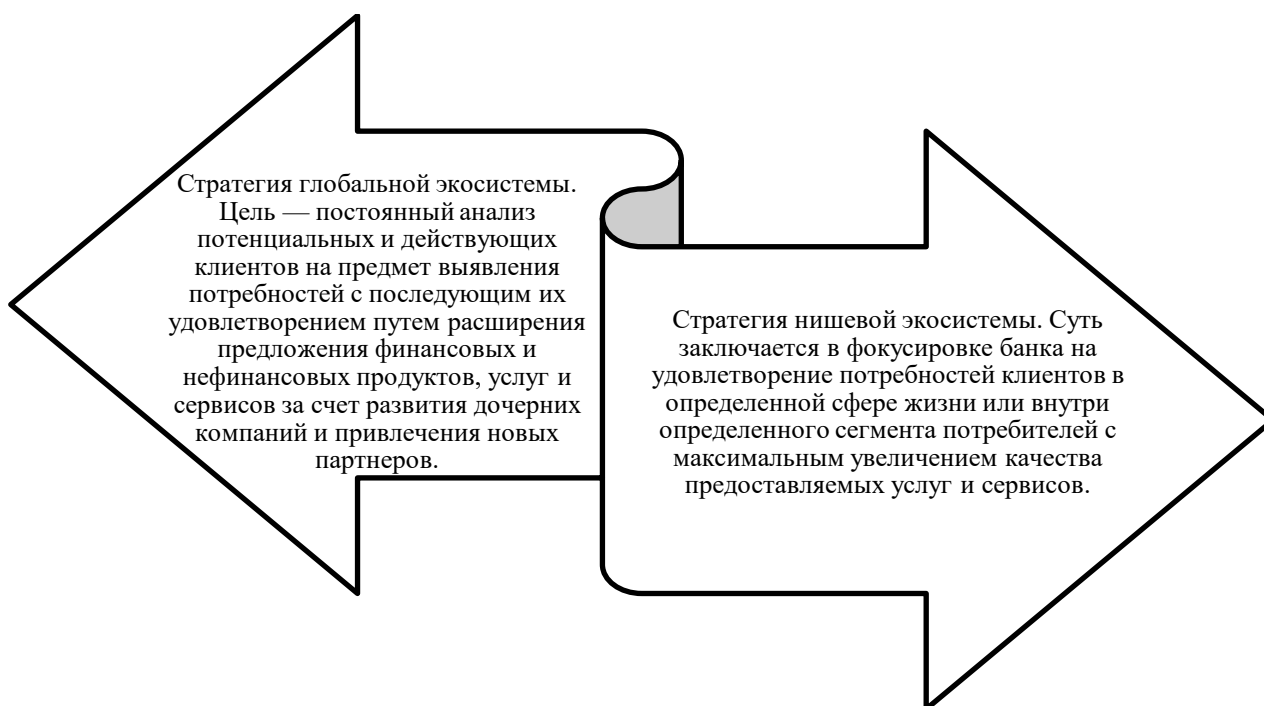 Стратегия глобальной экосистемы.
Цель — постоянный анализ
потенциальных и действующих
клиентов на предмет выявления
потребностей с последующим их
удовлетворением путем расширения
предложения финансовых и
нефинансовых продуктов, услуг и
сервисов за счет развития дочерних
компаний и привлечения новых
партнеров.
Стратегия нишевой экосистемы. Суть
заключается в фокусировке банка на
удовлетворение потребностей клиентов в
определенной сфере жизни или внутри
определенного сегмента потребителей с
максимальным увеличением качества
предоставляемых услуг и сервисов.